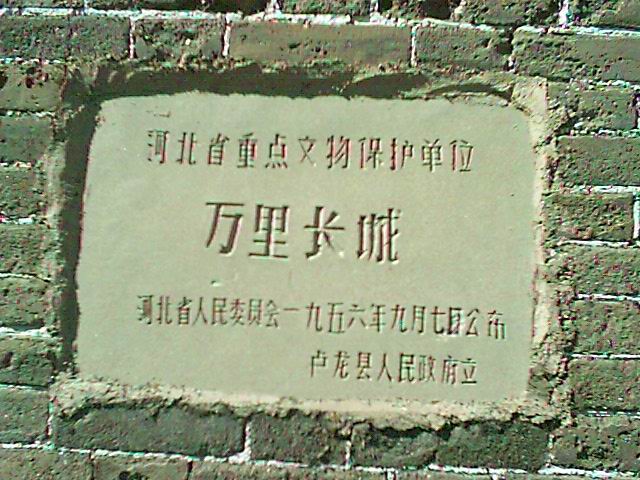 河北省重点文物保护单位
万里长城
河北省人民委员会一九五六年九月七日公布
卢龙县人民政府立